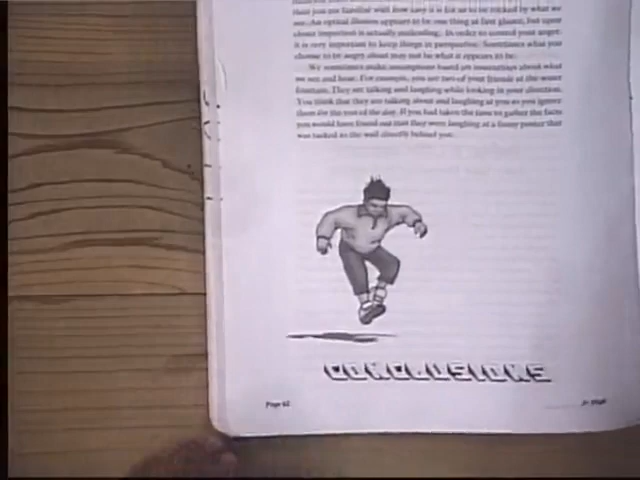 that you are familiar with how easy it is to be tricked by what we
see. An optical illusion appears to be one thing at first glance, but upon
closer inspection is actually misleading. In order to control your anger
it is very important to keep things in perspective. Sometimes what you
choose to be angry about may not be what it appears to be.
We sometimes make assumptions based on conclusions about what
we see and hear. For example, you see two of your friends at the water
fountain. They are talking and laughing while looking in your direction.
You think that they are talking about and laughing at you so you ignore
them for the rest of the day. If you had taken the time to gather the facts
you would have found out that they were laughing at a funny poster that
was tacked to the wall directly behind you.
CONCLUSIONS
Page 62